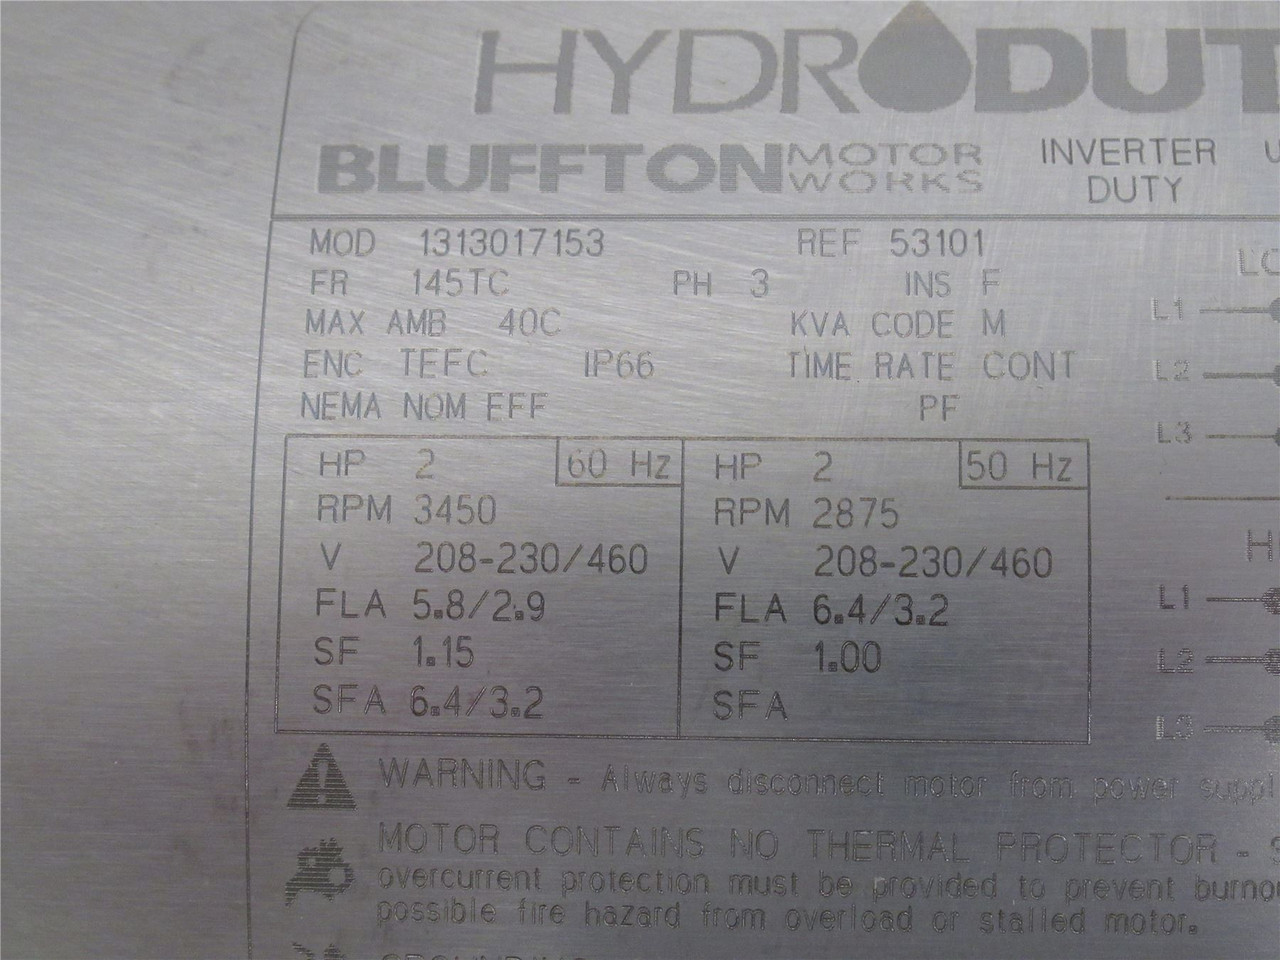 HYDRODUT
BLUFFTON MOTOR WORKS
INVERTER DUTY
MOD 1313017153 REF 53101
FR 145TC PH 3 INS F
MAX AMB 40C KVA CODE M
ENC TEFC IP66 TIME RATE CONT
NEMA NOM EFF PF
HP 2 60 Hz
RPM 3450
V 208-230/460
FLA 5.8/2.9
SF 1.15
SFA 6.4/3.2
HP 2 50 Hz
RPM 2875
V 208-230/460
FLA 6.4/3.2
SF 1.00
SFA
L1
L2
L3
L1
L2
L3
WARNING - Always disconnect motor from power suppl
MOTOR CONTAINS NO THERMAL PROTECTOR -
overcurrent protection must be provided to prevent burno
possible fire hazard from overload or stalled motor.